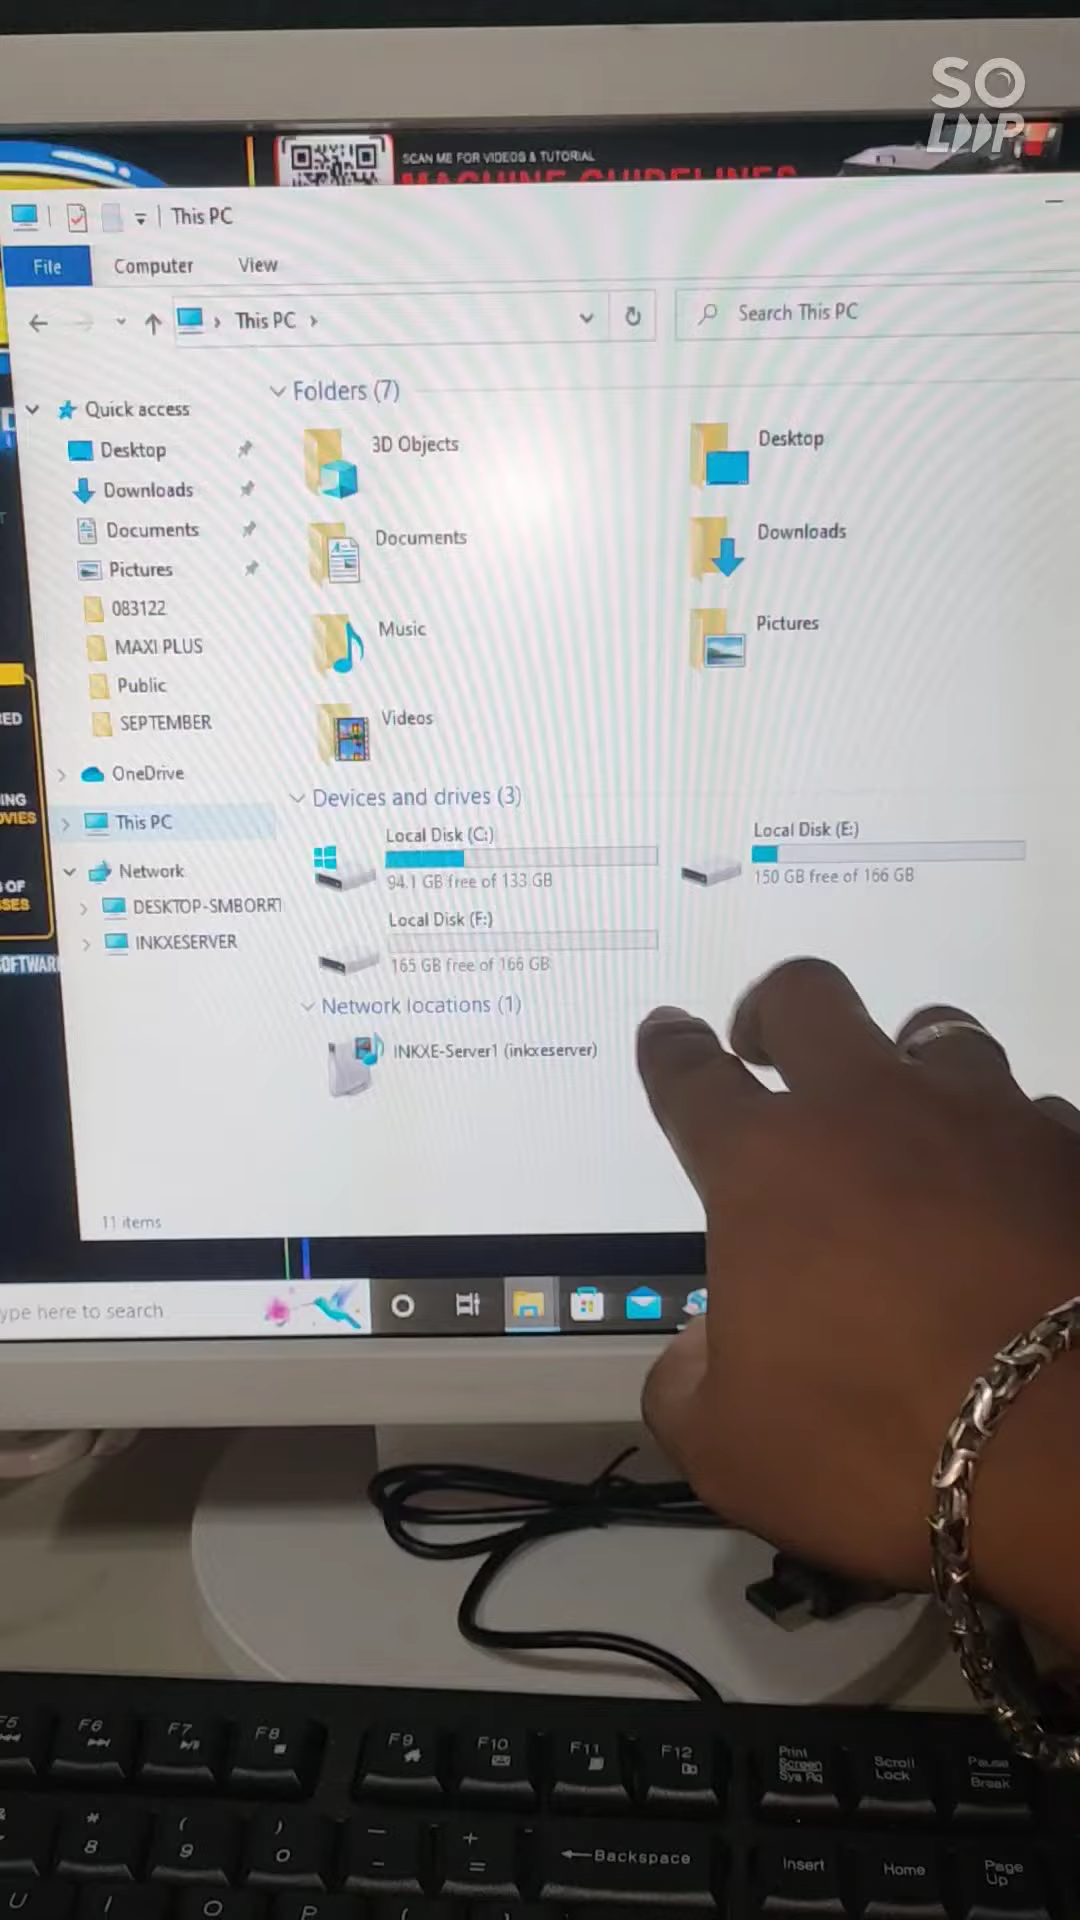 SO
LOOP
SCAN ME FOR VIDEOS & TUTORIAL
MACHINE GUIDELINES
This PC
File
Computer
View
This PC
Search This PC
Quick access
Desktop
Downloads
Documents
Pictures
083122
MAXI PLUS
Public
SEPTEMBER
OneDrive
This PC
Network
DESKTOP-SMBORRT
INKXESERVER
Folders (7)
3D Objects
Desktop
Documents
Downloads
Music
Pictures
Videos
Devices and drives (3)
Local Disk (C:)
94.1 GB free of 133 GB
Local Disk (E:)
150 GB free of 166 GB
Local Disk (F:)
165 GB free of 166 GB
Network locations (1)
INKXE-Server1 (inkxeserver)
11 items
ype here to search
F5
F6
F7
F8
F9
F10
F11
F12
Print
Screen
Sys Rq
Scroll
Lock
Pause
Break
*
8
(
9
)
0
_
-
+
=
Backspace
Insert
Home
Page
Up
U
I
O
P